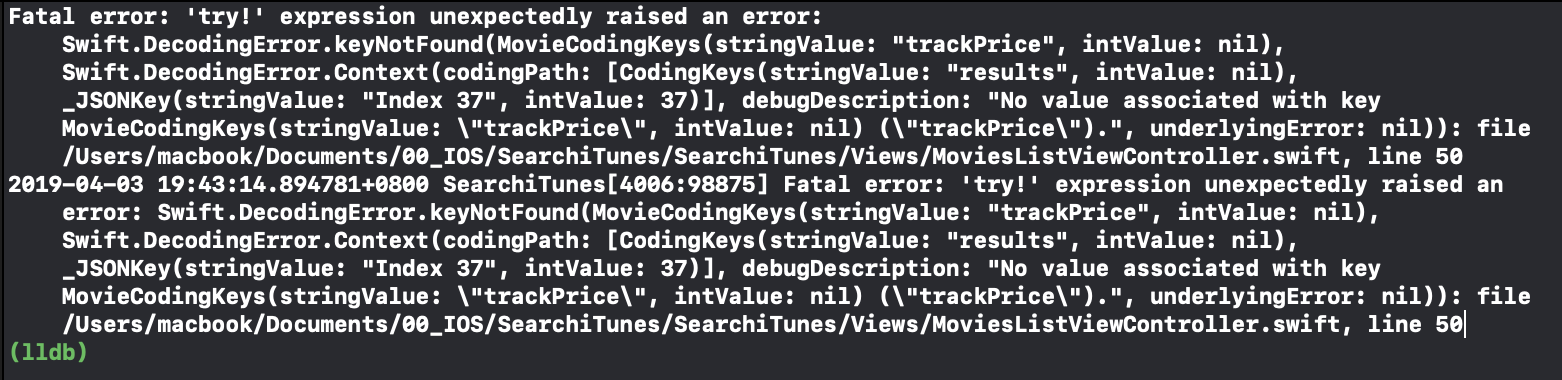 Fatal error: 'try!' expression unexpectedly raised an error:
Swift.DecodingError.keyNotFound(MovieCodingKeys(stringValue: "trackPrice", intValue: nil),
Swift.DecodingError.Context(codingPath: [CodingKeys(stringValue: "results", intValue: nil),
_JSONKey(stringValue: "Index 37", intValue: 37)], debugDescription: "No value associated with key
MovieCodingKeys(stringValue: \"trackPrice\", intValue: nil) (\"trackPrice\").", underlyingError: nil)): file
/Users/macbook/Documents/00_IOS/SearchiTunes/SearchiTunes/Views/MoviesListViewController.swift, line 50
2019-04-03 19:43:14.894781+0800 SearchiTunes[4006:98875] Fatal error: 'try!' expression unexpectedly raised an
error: Swift.DecodingError.keyNotFound(MovieCodingKeys(stringValue: "trackPrice", intValue: nil),
Swift.DecodingError.Context(codingPath: [CodingKeys(stringValue: "results", intValue: nil),
_JSONKey(stringValue: "Index 37", intValue: 37)], debugDescription: "No value associated with key
MovieCodingKeys(stringValue: \"trackPrice\", intValue: nil) (\"trackPrice\").", underlyingError: nil)): file
/Users/macbook/Documents/00_IOS/SearchiTunes/SearchiTunes/Views/MoviesListViewController.swift, line 50
(lldb)